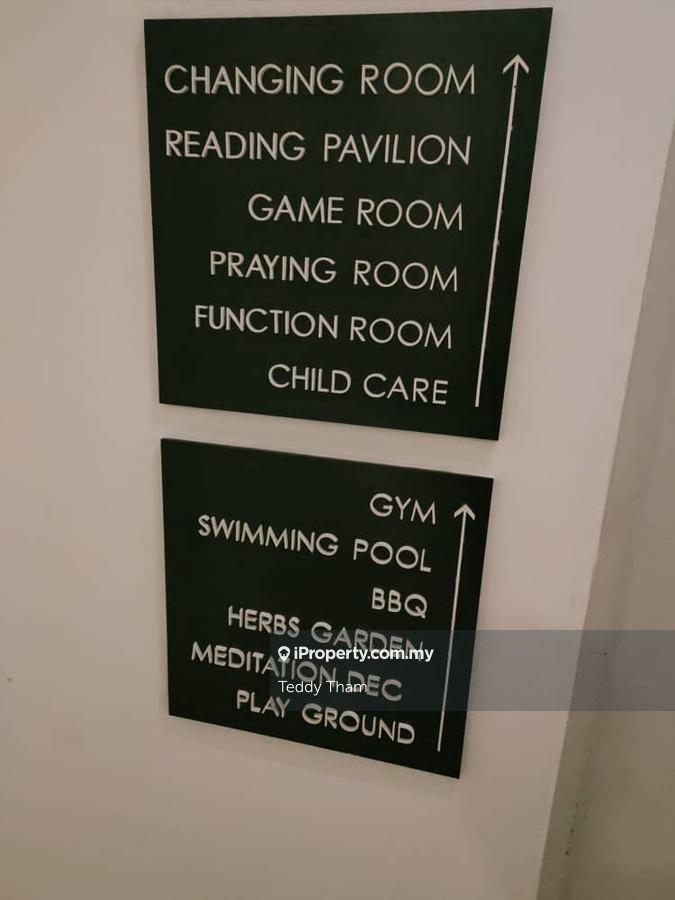 CHANGING ROOM
READING PAVILION
GAME ROOM
PRAYING ROOM
FUNCTION ROOM
CHILD CARE
GYM
SWIMMING POOL
BBQ
HERBS GARDEN
iProperty.com.my
MEDITATION DEC
Teddy Tham
PLAY GROUND